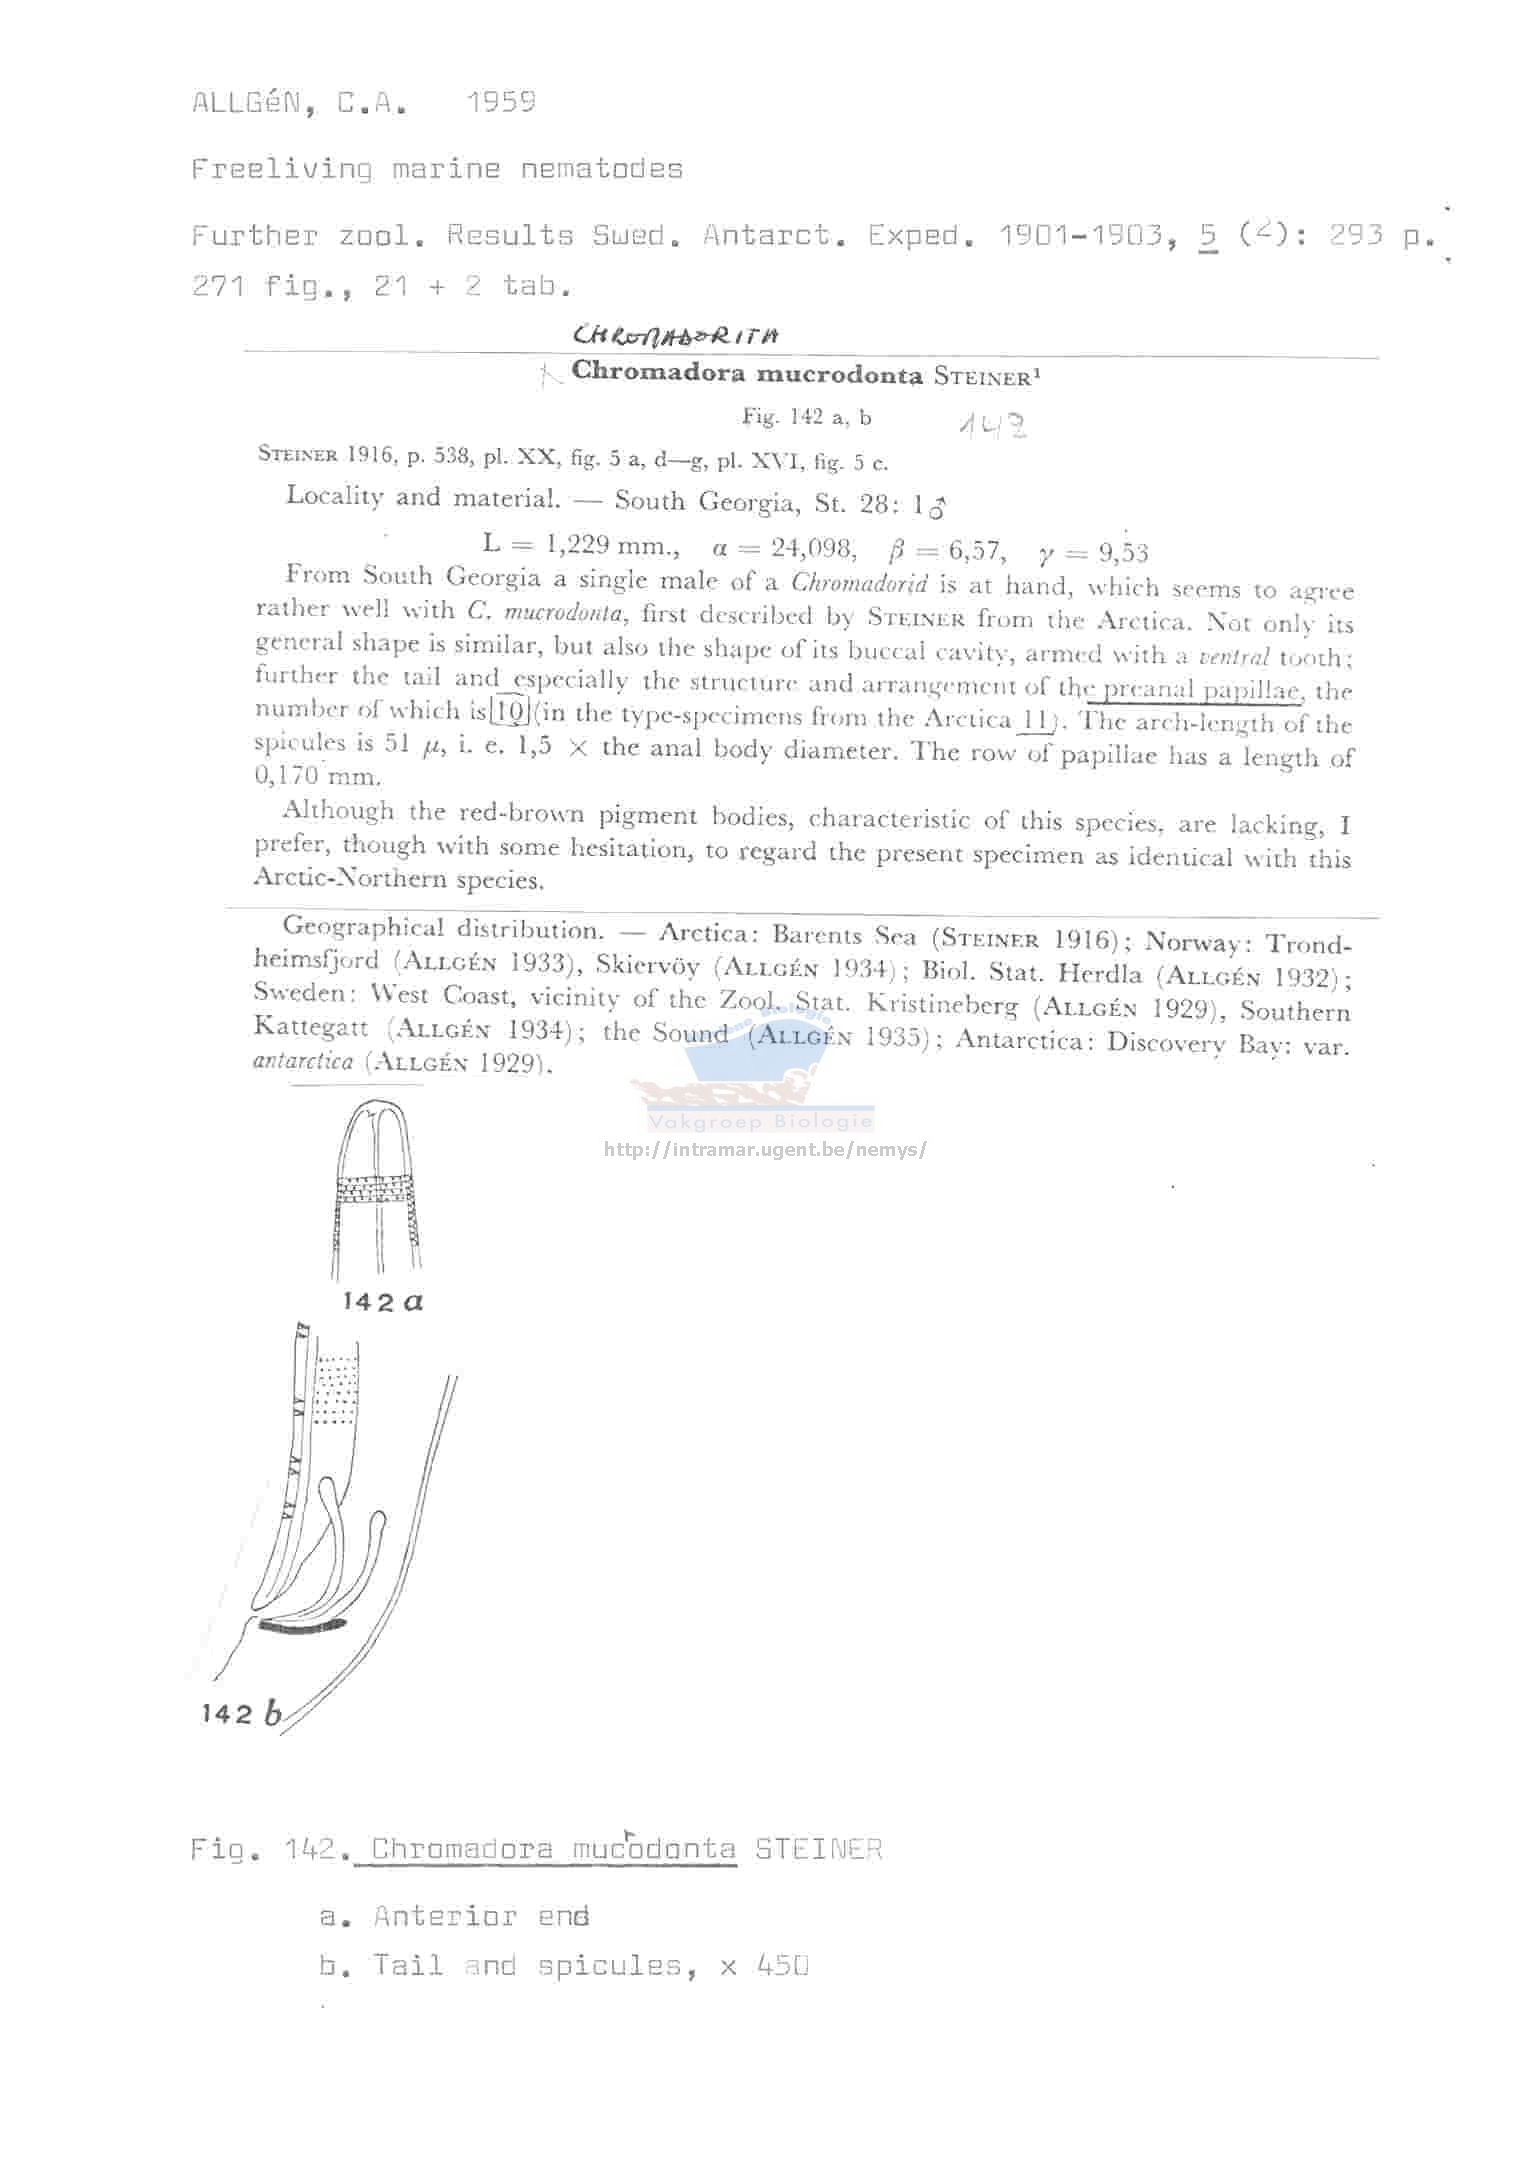 ALLGéN, C.A. 1959
Freeliving marine nematodes
Further zool. Results Swed. Antarct. Exped. 1901-1903, 5 (2): 293 p.
271 fig., 21 + 2 tab.
CHROMADORITA
Chromadora mucrodonta STEINER¹
Fig. 142 a, b 142
STEINER 1916, p. 538, pl. XX, fig. 5 a, d—g, pl. XVI, fig. 5 c.
Locality and material. — South Georgia, St. 28: 1 ♂
L = 1,229 mm., α = 24,098, β = 6,57, γ = 9,53
From South Georgia a single male of a Chromadorid is at hand, which seems to agree
rather well with C. mucrodonta, first described by STEINER from the Arctica. Not only its
general shape is similar, but also the shape of its buccal cavity, armed with a ventral tooth;
further the tail and especially the structure and arrangement of the preanal papillae, the
number of which is 10 (in the type-specimens from the Arctica 11). The arch-length of the
spicules is 51 μ, i. e. 1,5 × the anal body diameter. The row of papillae has a length of
0,170 mm.
Although the red-brown pigment bodies, characteristic of this species, are lacking, I
prefer, though with some hesitation, to regard the present specimen as identical with this
Arctic-Northern species.
Geographical distribution. — Arctica: Barents Sea (STEINER 1916); Norway: Trond-
heimsfjord (ALLGÉN 1933), Skiervöy (ALLGÉN 1934); Biol. Stat. Herdla (ALLGÉN 1932);
Sweden: West Coast, vicinity of the Zool. Stat. Kristineberg (ALLGÉN 1929), Southern
Kattegatt (ALLGÉN 1934); the Sound (ALLGÉN 1935); Antarctica: Discovery Bay: var.
antarctica (ALLGÉN 1929).
Biologie
Vakgroep Biologie
http://intramar.ugent.be/nemys/
142 a
142 b
Fig. 142. Chromadora mucrodonta STEINER
a. Anterior end
b. Tail and spicules, x 450